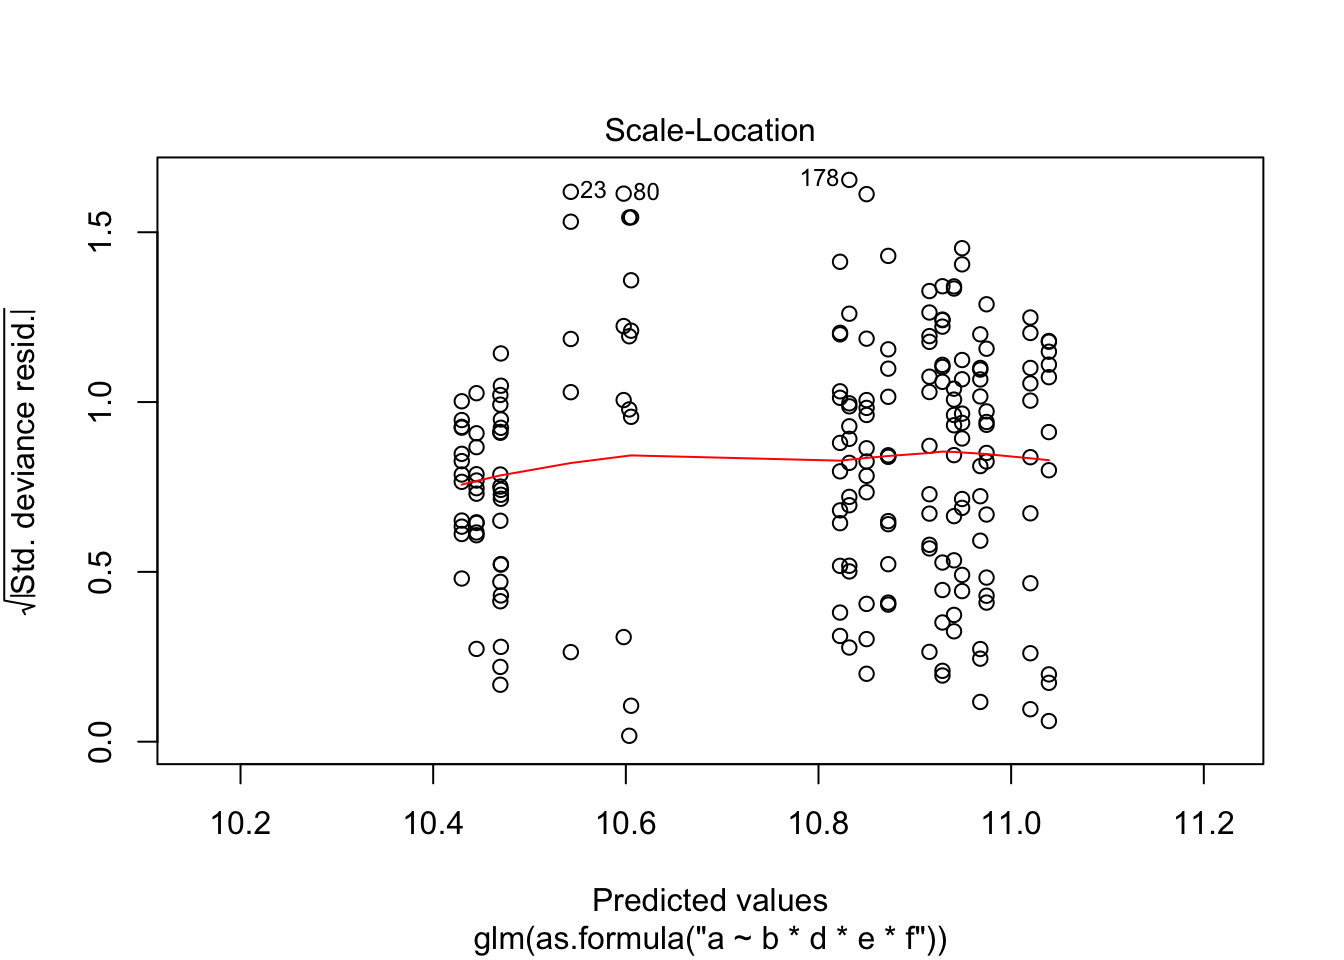 Scale-Location
23
80
178
1.5
1.0
0.5
0.0
√|Std. deviance resid.|
10.2 10.4 10.6 10.8 11.0 11.2
Predicted values
glm(as.formula("a ~ b * d * e * f"))